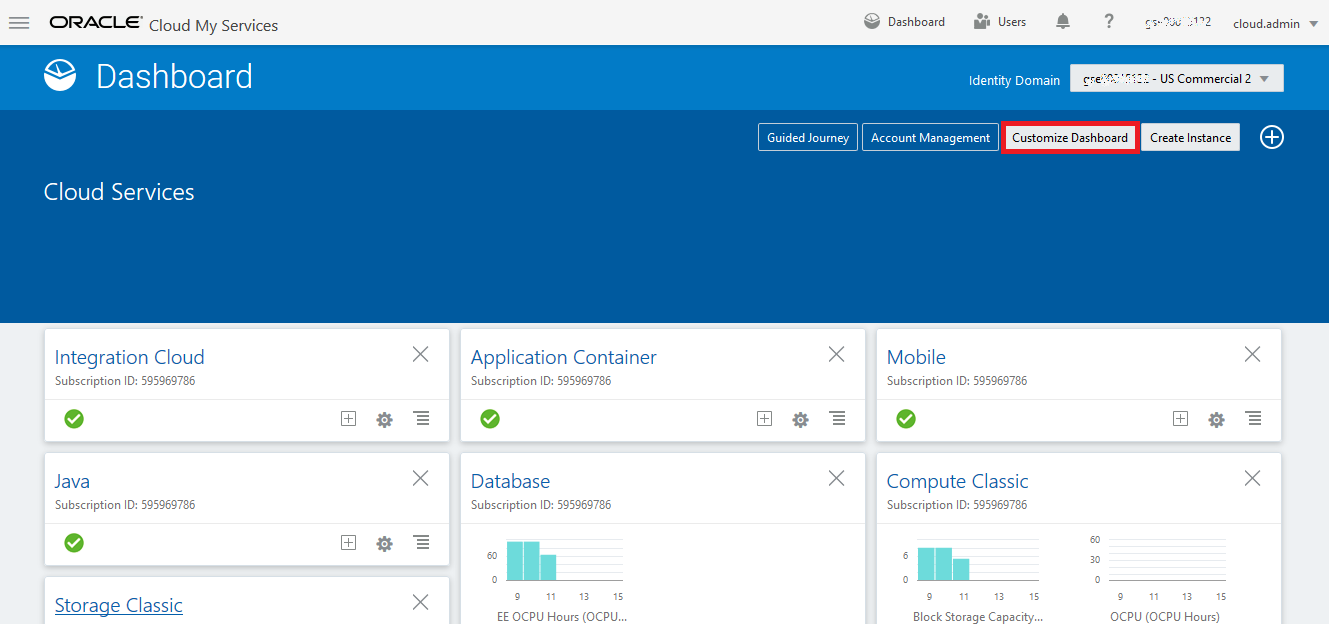 ORACLE Cloud My Services
Dashboard
Users
?
cloud.admin
Dashboard
Identity Domain
- US Commercial 2
Guided Journey
Account Management
Customize Dashboard
Create Instance
Cloud Services
Integration Cloud
Subscription ID: 595969786
Application Container
Subscription ID: 595969786
Mobile
Subscription ID: 595969786
Java
Subscription ID: 595969786
Database
Subscription ID: 595969786
60
0
9 11 13 15
EE OCPU Hours (OCPU...
Compute Classic
Subscription ID: 595969786
6
0
9 11 13 15
Block Storage Capacity...
60
30
0
9 11 13 15
OCPU (OCPU Hours)
Storage Classic